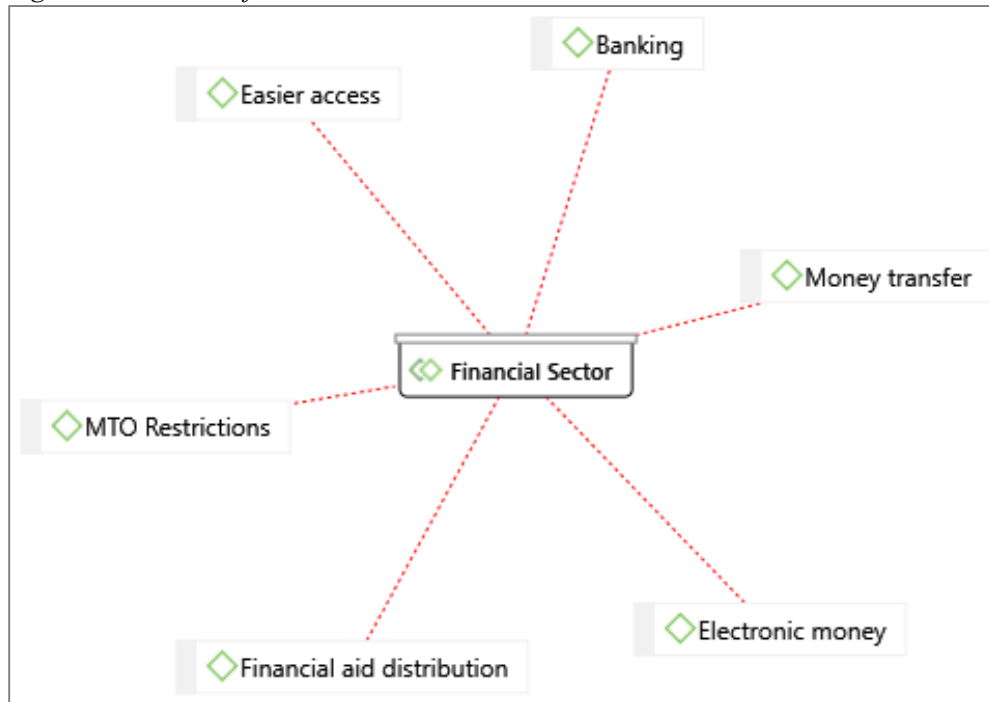 Banking
Easier access
Money transfer
Financial Sector
MTO Restrictions
Electronic money
Financial aid distribution